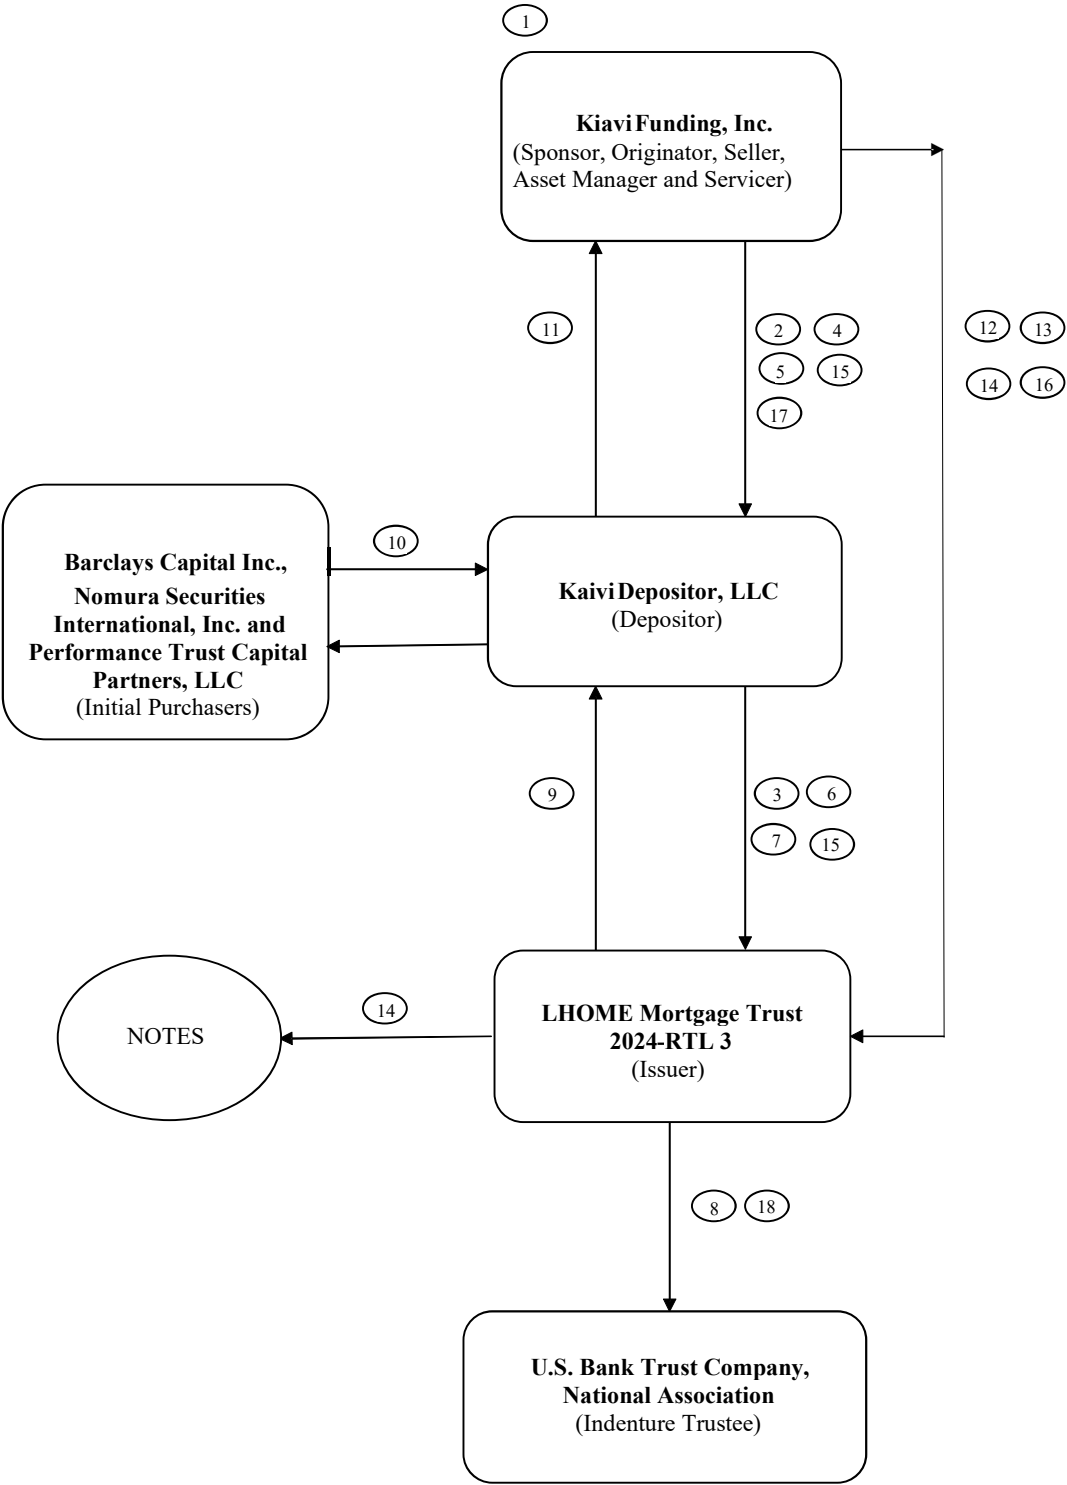 1
Kiavi Funding, Inc.
(Sponsor, Originator, Seller,
Asset Manager and Servicer)
11
2 4
5 15
17
12 13
14 16
Barclays Capital Inc.,
Nomura Securities
International, Inc. and
Performance Trust Capital
Partners, LLC
(Initial Purchasers)
10
Kaivi Depositor, LLC
(Depositor)
9
3 6
7 15
NOTES
14
LHOME Mortgage Trust
2024-RTL 3
(Issuer)
8 18
U.S. Bank Trust Company,
National Association
(Indenture Trustee)